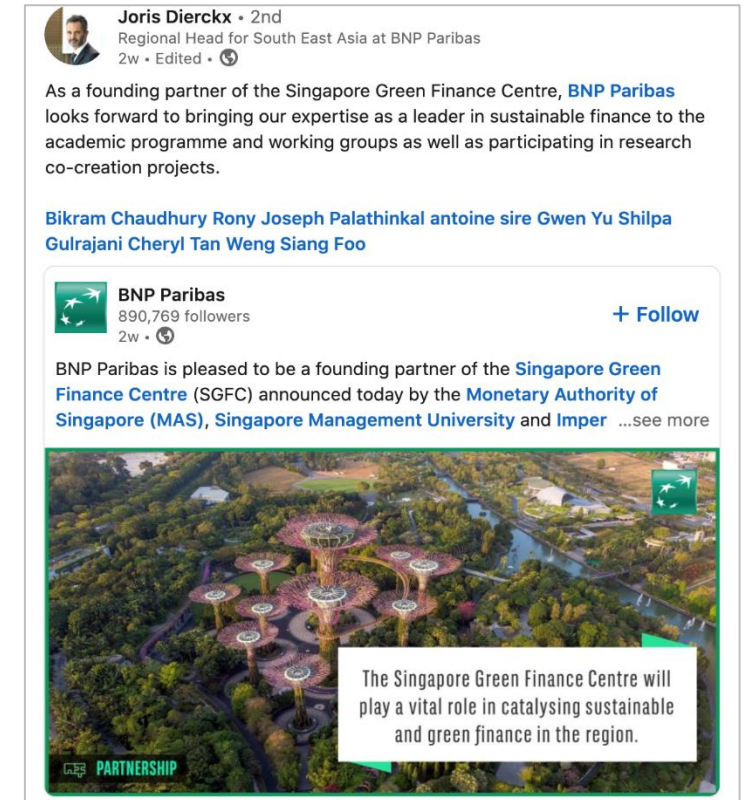 Joris Dierckx • 2nd
Regional Head for South East Asia at BNP Paribas
2w • Edited •
As a founding partner of the Singapore Green Finance Centre, BNP Paribas
looks forward to bringing our expertise as a leader in sustainable finance to the
academic programme and working groups as well as participating in research
co-creation projects.
Bikram Chaudhury Rony Joseph Palathinkal antoine sire Gwen Yu Shilpa
Gulrajani Cheryl Tan Weng Siang Foo
BNP Paribas
890,769 followers
+ Follow
2w •
BNP Paribas is pleased to be a founding partner of the Singapore Green
Finance Centre (SGFC) announced today by the Monetary Authority of
Singapore (MAS), Singapore Management University and Imper ...see more
The Singapore Green Finance Centre will
play a vital role in catalysing sustainable
and green finance in the region.
PARTNERSHIP